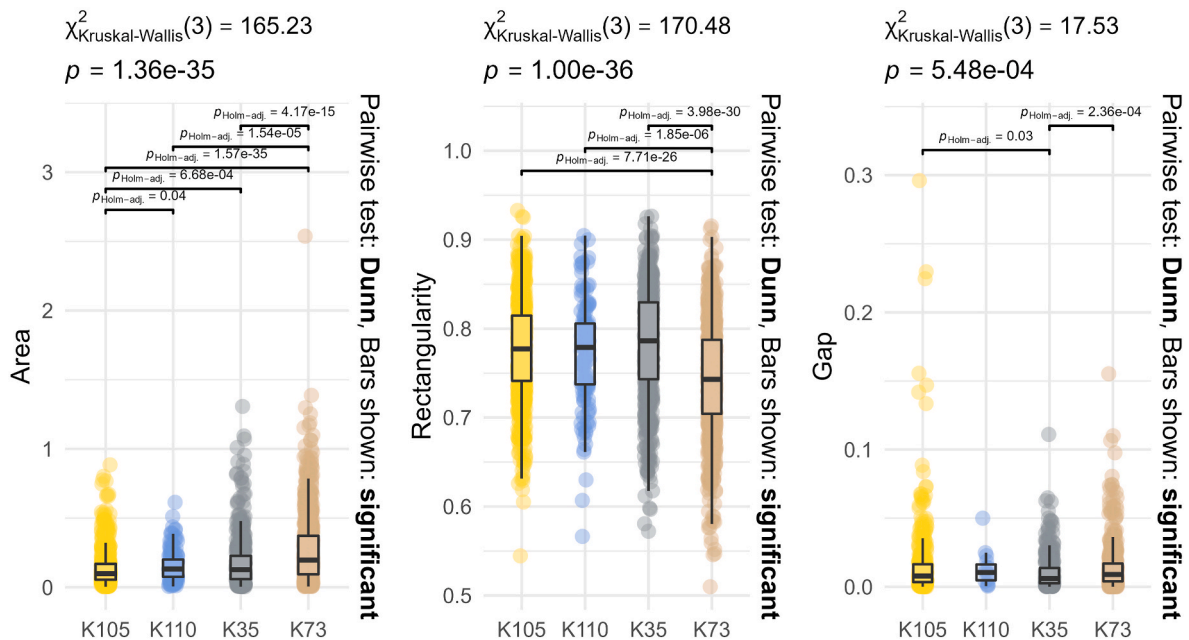 χ²Kruskal-Wallis(3) = 165.23
p = 1.36e-35
pHolm−adj. = 4.17e-15
pHolm−adj. = 1.54e-05
pHolm−adj. = 1.57e-35
pHolm−adj. = 6.68e-04
pHolm−adj. = 0.04
3
2
1
0
Area
K105 K110 K35 K73
Pairwise test: Dunn, Bars shown: significant
χ²Kruskal-Wallis(3) = 170.48
p = 1.00e-36
pHolm−adj. = 3.98e-30
pHolm−adj. = 1.85e-06
pHolm−adj. = 7.71e-26
1.0
0.9
0.8
0.7
0.6
0.5
Rectangularity
K105 K110 K35 K73
Pairwise test: Dunn, Bars shown: significant
χ²Kruskal-Wallis(3) = 17.53
p = 5.48e-04
pHolm−adj. = 2.36e-04
pHolm−adj. = 0.03
0.3
0.2
0.1
0.0
Gap
K105 K110 K35 K73
Pairwise test: Dunn, Bars shown: significant